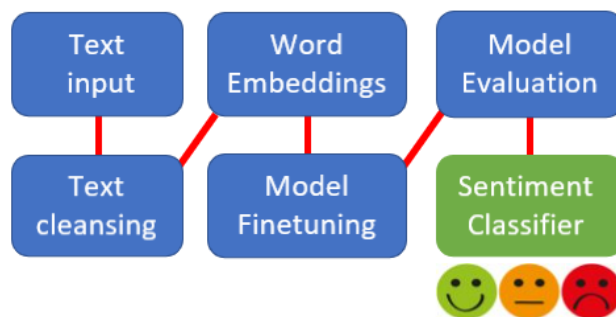 Text
input
Word
Embeddings
Model
Evaluation
Text
cleansing
Model
Finetuning
Sentiment
Classifier